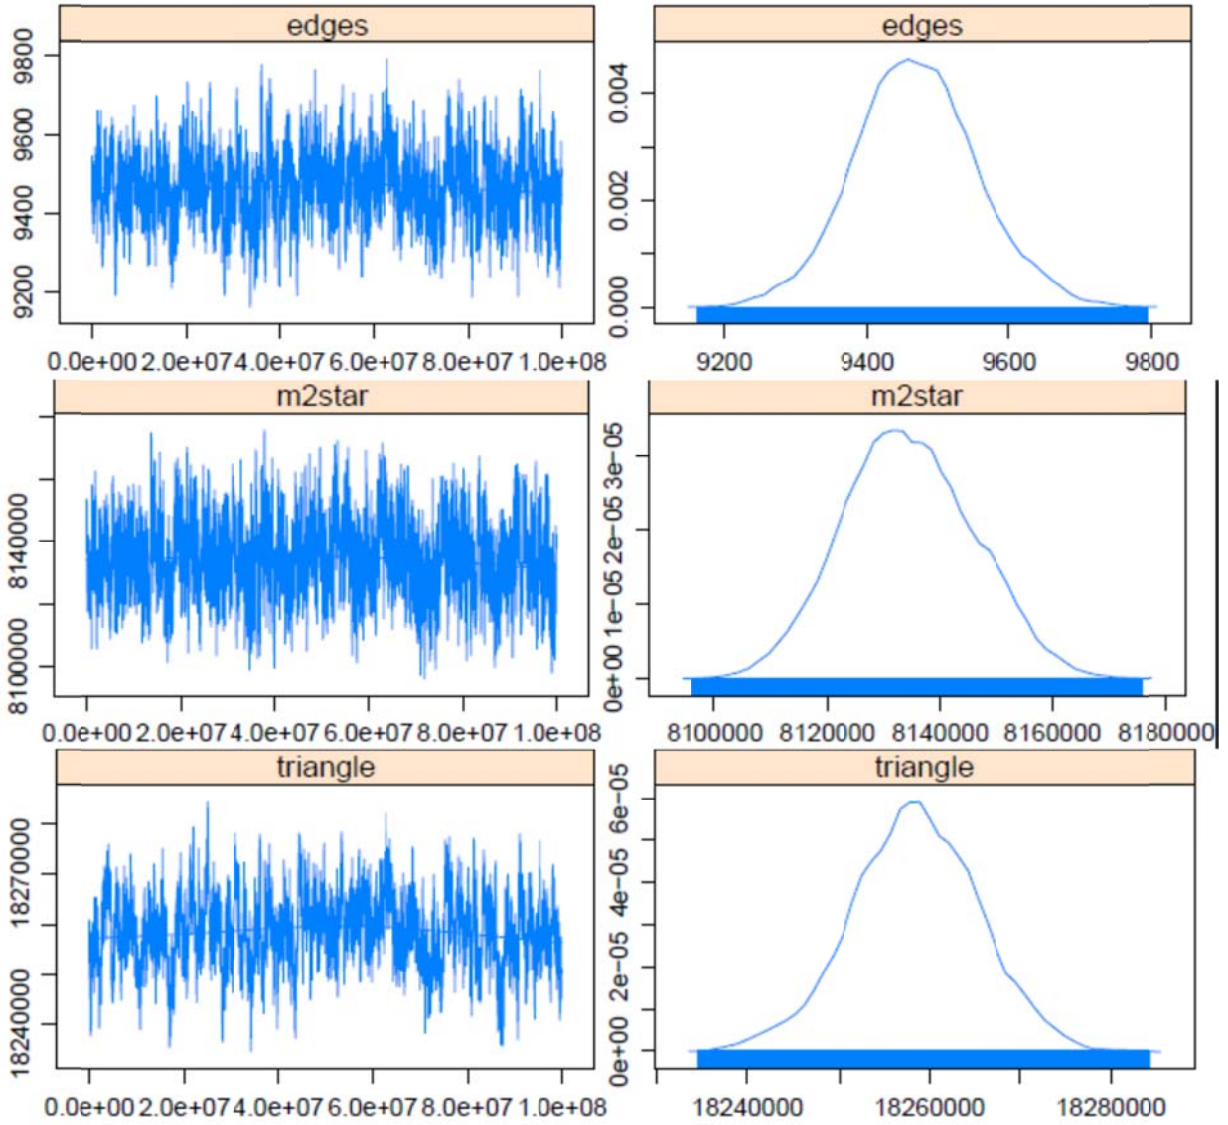 edges edges
9800
9600
9400
9200
0.0e+00 2.0e+07 4.0e+07 6.0e+07 8.0e+07 1.0e+08
0.004
0.002
0.000
9200 9400 9600 9800
m2star m2star
8140000
8100000
0.0e+00 2.0e+07 4.0e+07 6.0e+07 8.0e+07 1.0e+08
3e-05
2e-05
1e-05
0e+00
8100000 8120000 8140000 8160000 8180000
triangle triangle
18270000
18240000
0.0e+00 2.0e+07 4.0e+07 6.0e+07 8.0e+07 1.0e+08
6e-05
4e-05
2e-05
0e+00
18240000 18260000 18280000